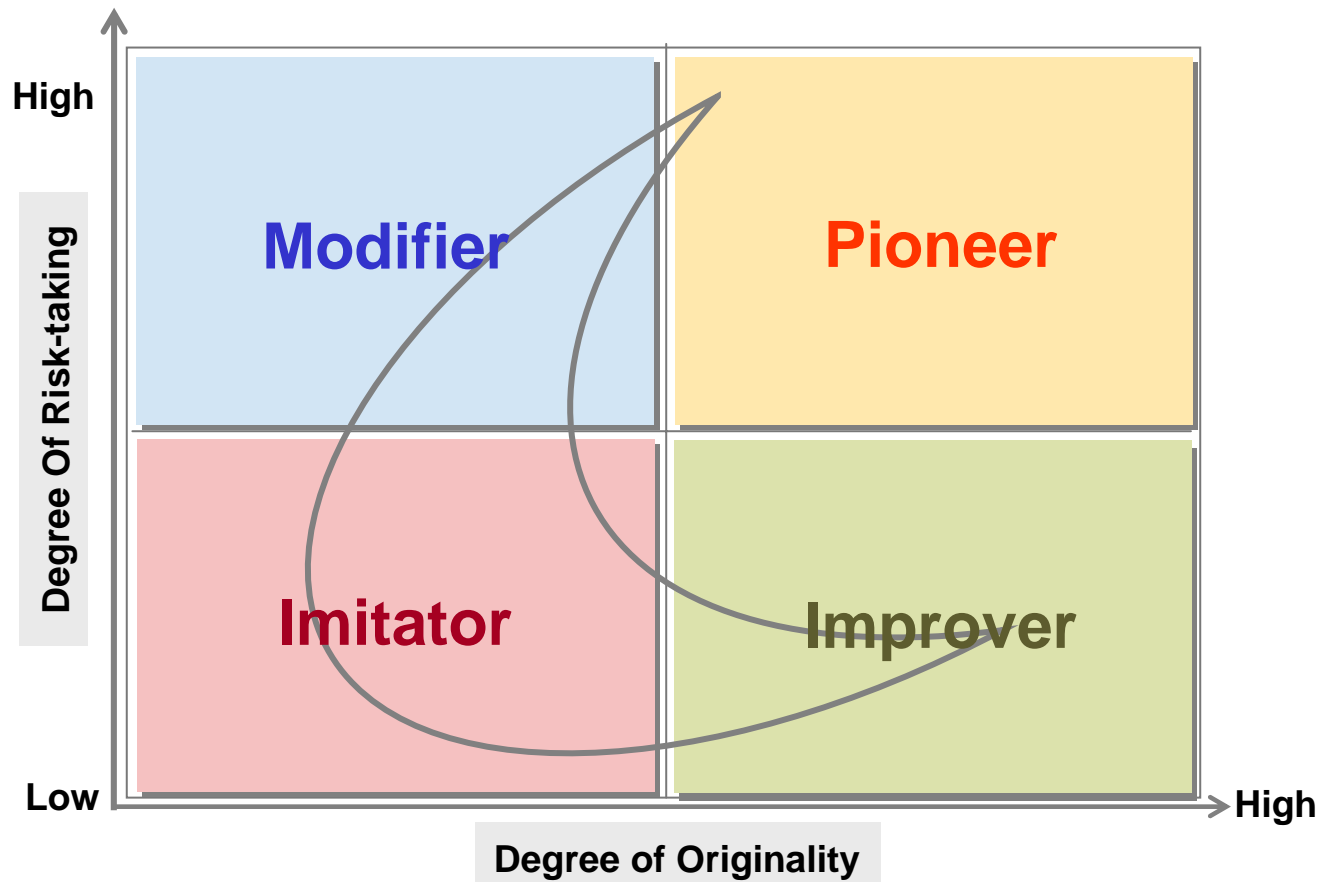 High
Modifier
Pioneer
Degree Of Risk-taking
Imitator
Improver
Low
High
Degree of Originality